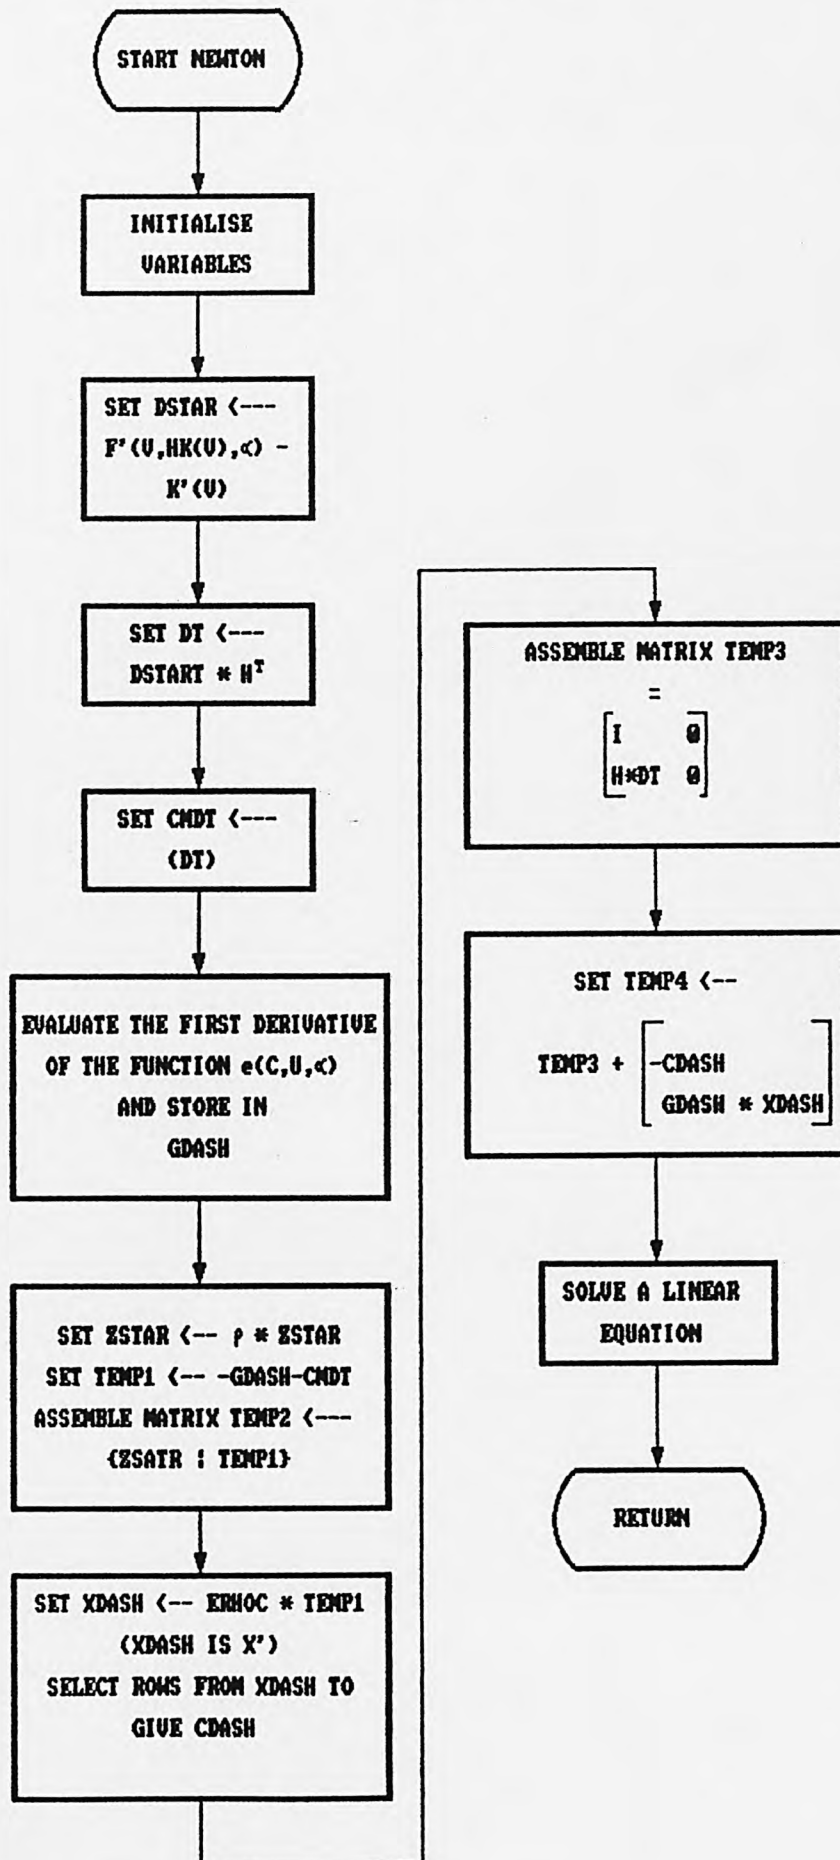 START NEWTON
INITIALISE
VARIABLES
SET DSTAR <---
F'(V,HK(V),∝) -
K'(V)
SET DT <---
DSTART * Hᵀ
SET CMDT <---
(DT)
EVALUATE THE FIRST DERIVATIVE
OF THE FUNCTION e(C,U,∝)
AND STORE IN
GDASH
SET ZSTAR <-- ρ * ZSTAR
SET TEMP1 <-- -GDASH-CMDT
ASSEMBLE MATRIX TEMP2 <---
{ZSATR ¦ TEMP1}
SET XDASH <-- ERHOC * TEMP1
(XDASH IS X')
SELECT ROWS FROM XDASH TO
GIVE CDASH
ASSEMBLE MATRIX TEMP3
=
I 0
H*DT 0
SET TEMP4 <--
TEMP3 + -CDASH
GDASH * XDASH
SOLVE A LINEAR
EQUATION
RETURN